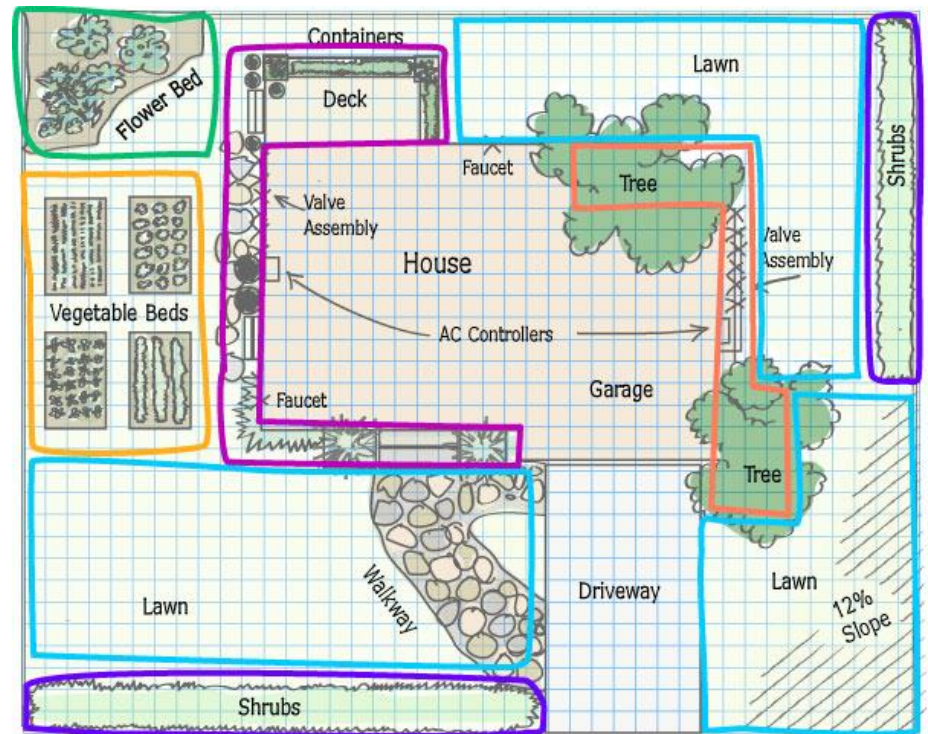 Containers
Lawn
Deck
Flower Bed
Shrubs
Faucet
Tree
Valve
Assembly
Valve
Assembly
House
Vegetable Beds
AC Controllers
Garage
Faucet
Tree
Lawn
Walkway
Driveway
Lawn
12%
Slope
Shrubs